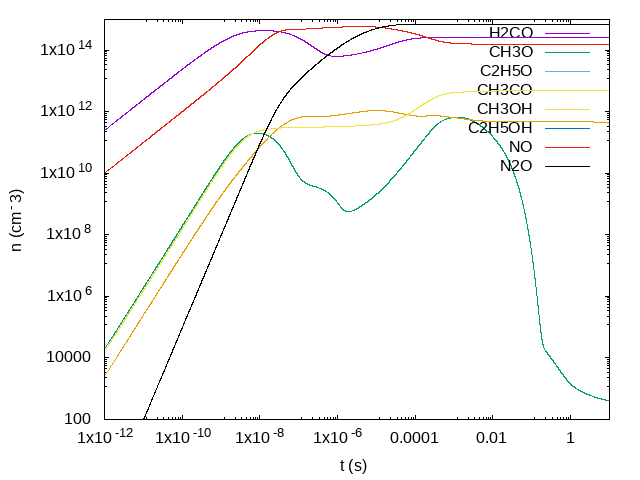 1x10 14
1x10 12
1x10 10
1x10 8
1x10 6
10000
100
n (cm-3)
H2CO
CH3O
C2H5O
CH3CO
CH3OH
C2H5OH
NO
N2O
1x10 -12
1x10 -10
1x10 -8
1x10 -6
0.0001
0.01
1
t (s)